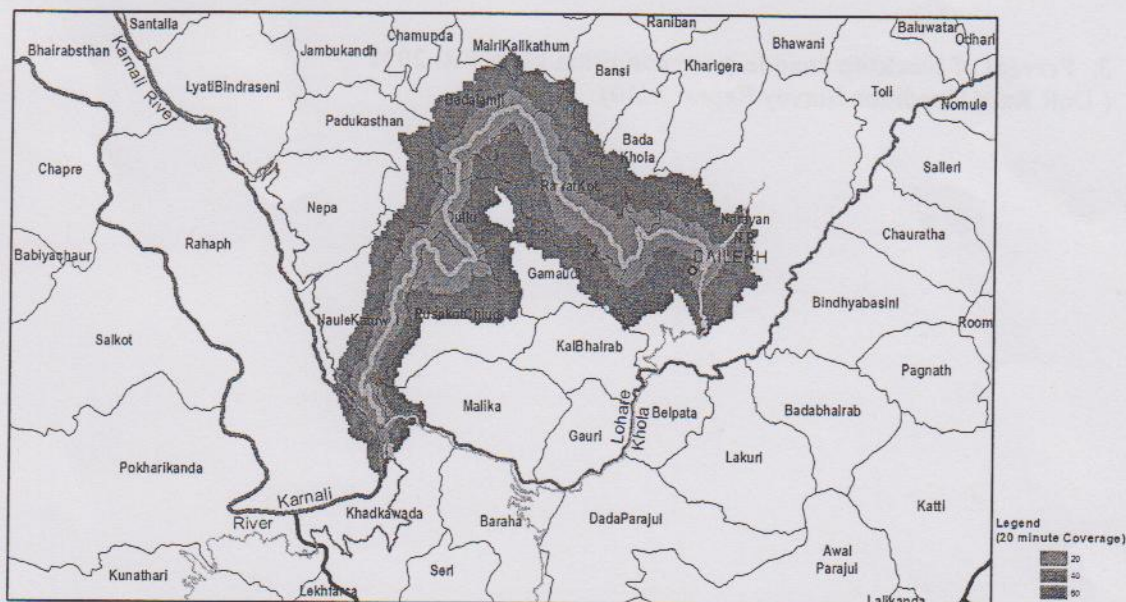 Santalla
Bhairabsthan
Karnali River
LyatiBindraseni
Jambukandh
Chamupda
MairiKalikathum
Raniban
Bansi
Kharigera
Bhawani
Baluwatar
Odhari
Toli
Nomule
Padukasthan
Badalamji
Bada
Khola
Salleri
Chapre
RawatKot
Nepa
Dullu
Narayan
N.P.
DAILEKH
Chauratha
Rahaph
Babiyachaur
Gamaudi
Bindhyabasini
Room
Salkot
KalBhairab
Pagnath
Malika
Gauri
Lohare
Khola
Belpata
Badabhairab
Lakuri
Pokharikanda
Karnali
River
Khadkawada
Baraha
DadaParajul
Katti
Kunathari
Seri
Awal
Parajul
Lekhfarsa
Lalikanda
Legend
(20 minute Coverage)
20
40
60